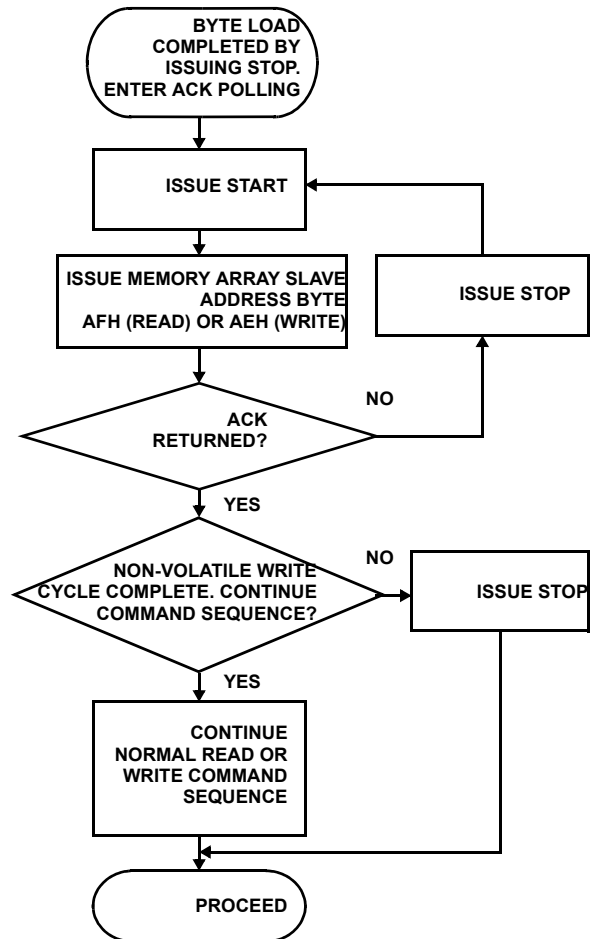 BYTE LOAD
COMPLETED BY
ISSUING STOP.
ENTER ACK POLLING
ISSUE START
ISSUE MEMORY ARRAY SLAVE
ADDRESS BYTE
AFH (READ) OR AEH (WRITE)
ISSUE STOP
ACK
RETURNED?
NO
YES
NON-VOLATILE WRITE
CYCLE COMPLETE. CONTINUE
COMMAND SEQUENCE?
NO
ISSUE STOP
YES
CONTINUE
NORMAL READ OR
WRITE COMMAND
SEQUENCE
PROCEED